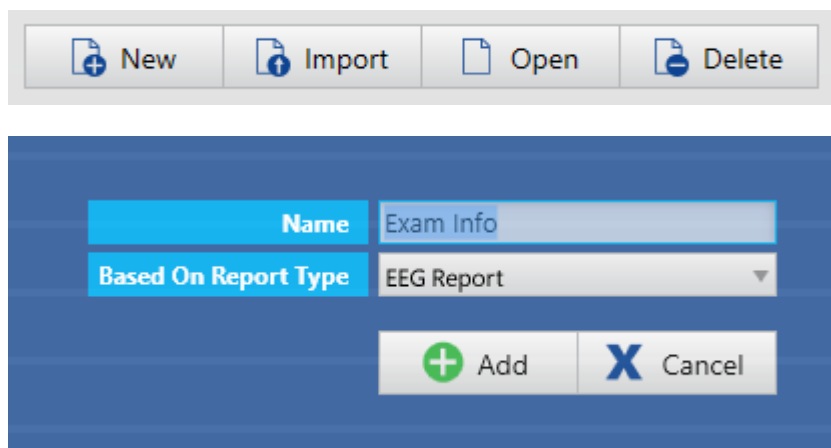 New Import Open Delete
Name Exam Info
Based On Report Type EEG Report
Add Cancel